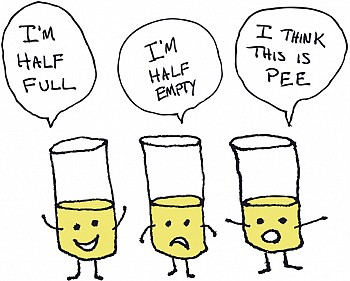 I'M
HALF
FULL
I'M
HALF
EMPTY
I THINK
THIS IS
PEE